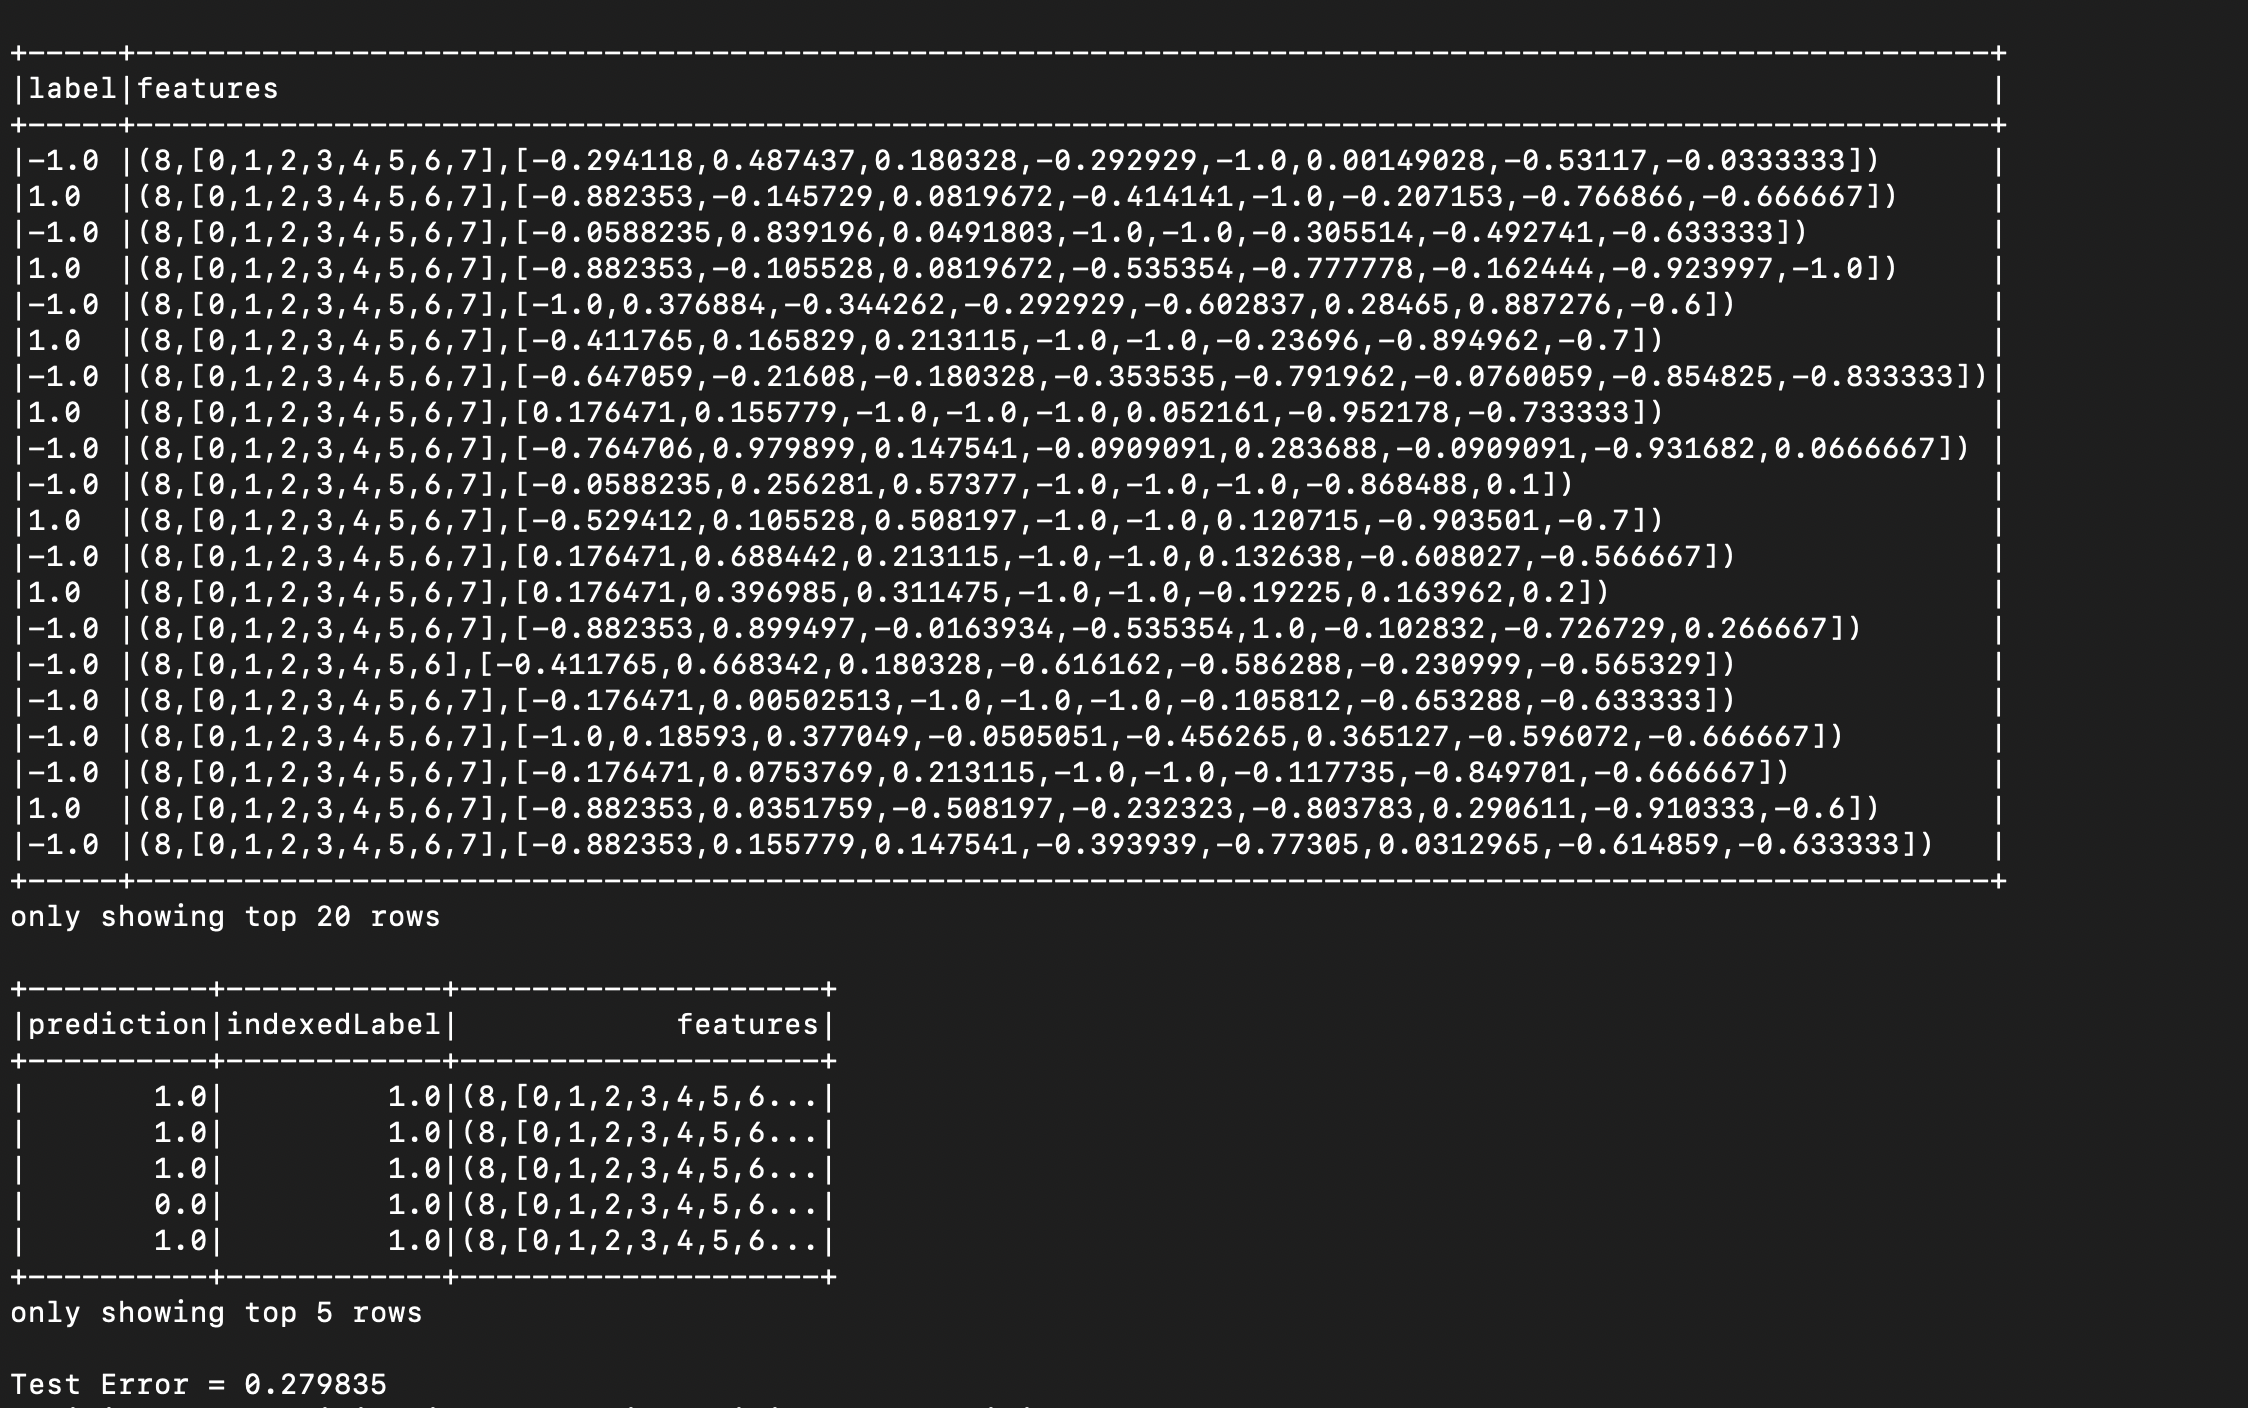 +-----+-------------------------------------------------------------------------------------------------------+
|label|features                                                                                               |
+-----+-------------------------------------------------------------------------------------------------------+
|-1.0 |(8,[0,1,2,3,4,5,6,7],[-0.294118,0.487437,0.180328,-0.292929,-1.0,0.00149028,-0.53117,-0.0333333])      |
|1.0  |(8,[0,1,2,3,4,5,6,7],[-0.882353,-0.145729,0.0819672,-0.414141,-1.0,-0.207153,-0.766866,-0.666667])     |
|-1.0 |(8,[0,1,2,3,4,5,6,7],[-0.0588235,0.839196,0.0491803,-1.0,-1.0,-0.305514,-0.492741,-0.633333])          |
|1.0  |(8,[0,1,2,3,4,5,6,7],[-0.882353,-0.105528,0.0819672,-0.535354,-0.777778,-0.162444,-0.923997,-1.0])     |
|-1.0 |(8,[0,1,2,3,4,5,6,7],[-1.0,0.376884,-0.344262,-0.292929,-0.602837,0.28465,0.887276,-0.6])              |
|1.0  |(8,[0,1,2,3,4,5,6,7],[-0.411765,0.165829,0.213115,-1.0,-1.0,-0.23696,-0.894962,-0.7])                  |
|-1.0 |(8,[0,1,2,3,4,5,6,7],[-0.647059,-0.21608,-0.180328,-0.353535,-0.791962,-0.0760059,-0.854825,-0.833333])|
|1.0  |(8,[0,1,2,3,4,5,6,7],[0.176471,0.155779,-1.0,-1.0,-1.0,0.052161,-0.952178,-0.733333])                  |
|-1.0 |(8,[0,1,2,3,4,5,6,7],[-0.764706,0.979899,0.147541,-0.0909091,0.283688,-0.0909091,-0.931682,0.0666667]) |
|-1.0 |(8,[0,1,2,3,4,5,6,7],[-0.0588235,0.256281,0.57377,-1.0,-1.0,-1.0,-0.868488,0.1])                       |
|1.0  |(8,[0,1,2,3,4,5,6,7],[-0.529412,0.105528,0.508197,-1.0,-1.0,0.120715,-0.903501,-0.7])                  |
|-1.0 |(8,[0,1,2,3,4,5,6,7],[0.176471,0.688442,0.213115,-1.0,-1.0,0.132638,-0.608027,-0.566667])              |
|1.0  |(8,[0,1,2,3,4,5,6,7],[0.176471,0.396985,0.311475,-1.0,-1.0,-0.19225,0.163962,0.2])                     |
|-1.0 |(8,[0,1,2,3,4,5,6,7],[-0.882353,0.899497,-0.0163934,-0.535354,1.0,-0.102832,-0.726729,0.266667])       |
|-1.0 |(8,[0,1,2,3,4,5,6],[-0.411765,0.668342,0.180328,-0.616162,-0.586288,-0.230999,-0.565329])              |
|-1.0 |(8,[0,1,2,3,4,5,6,7],[-0.176471,0.00502513,-1.0,-1.0,-1.0,-0.105812,-0.653288,-0.633333])              |
|-1.0 |(8,[0,1,2,3,4,5,6,7],[-1.0,0.18593,0.377049,-0.0505051,-0.456265,0.365127,-0.596072,-0.666667])        |
|-1.0 |(8,[0,1,2,3,4,5,6,7],[-0.176471,0.0753769,0.213115,-1.0,-1.0,-0.117735,-0.849701,-0.666667])           |
|1.0  |(8,[0,1,2,3,4,5,6,7],[-0.882353,0.0351759,-0.508197,-0.232323,-0.803783,0.290611,-0.910333,-0.6])      |
|-1.0 |(8,[0,1,2,3,4,5,6,7],[-0.882353,0.155779,0.147541,-0.393939,-0.77305,0.0312965,-0.614859,-0.633333])   |
+-----+-------------------------------------------------------------------------------------------------------+
only showing top 20 rows
+----------+------------+--------------------+
|prediction|indexedLabel|            features|
+----------+------------+--------------------+
|       1.0|         1.0|(8,[0,1,2,3,4,5,6...|
|       1.0|         1.0|(8,[0,1,2,3,4,5,6...|
|       1.0|         1.0|(8,[0,1,2,3,4,5,6...|
|       0.0|         1.0|(8,[0,1,2,3,4,5,6...|
|       1.0|         1.0|(8,[0,1,2,3,4,5,6...|
+----------+------------+--------------------+
only showing top 5 rows
Test Error = 0.279835